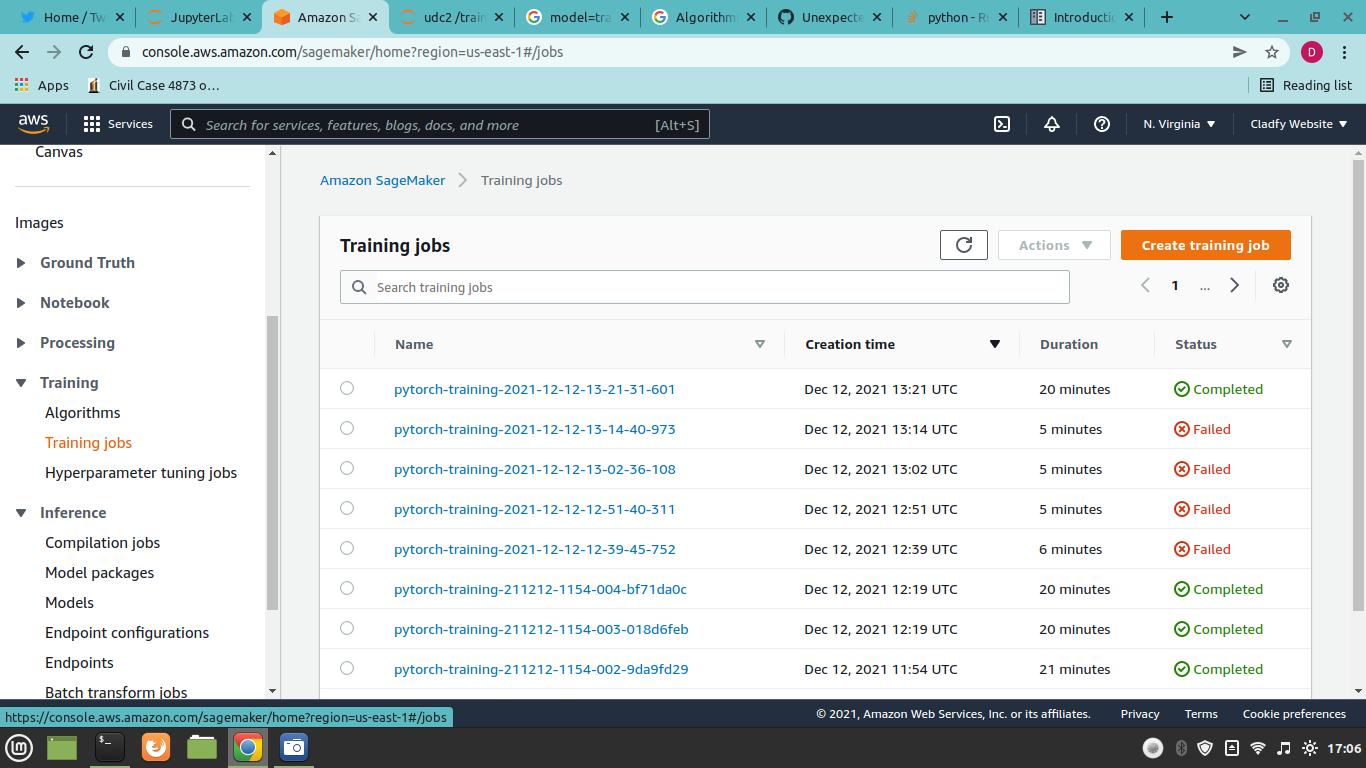 Home / Tw
JupyterLab
Amazon Sa
udc2 /train
model=tra
Algorithmi
Unexpecte
python - Ru
Introductio
console.aws.amazon.com/sagemaker/home?region=us-east-1#/jobs
D
Apps
Civil Case 4873 o...
Reading list
aws
Services
Search for services, features, blogs, docs, and more
[Alt+S]
N. Virginia
Cladfy Website
Canvas
Images
Ground Truth
Notebook
Processing
Training
Algorithms
Training jobs
Hyperparameter tuning jobs
Inference
Compilation jobs
Model packages
Models
Endpoint configurations
Endpoints
Batch transform jobs
Amazon SageMaker
Training jobs
Training jobs
Actions
Create training job
Search training jobs
1
...
Name Creation time Duration Status
pytorch-training-2021-12-12-13-21-31-601 Dec 12, 2021 13:21 UTC 20 minutes Completed
pytorch-training-2021-12-12-13-14-40-973 Dec 12, 2021 13:14 UTC 5 minutes Failed
pytorch-training-2021-12-12-13-02-36-108 Dec 12, 2021 13:02 UTC 5 minutes Failed
pytorch-training-2021-12-12-12-51-40-311 Dec 12, 2021 12:51 UTC 5 minutes Failed
pytorch-training-2021-12-12-12-39-45-752 Dec 12, 2021 12:39 UTC 6 minutes Failed
pytorch-training-211212-1154-004-bf71da0c Dec 12, 2021 12:19 UTC 20 minutes Completed
pytorch-training-211212-1154-003-018d6feb Dec 12, 2021 12:19 UTC 20 minutes Completed
pytorch-training-211212-1154-002-9da9fd29 Dec 12, 2021 11:54 UTC 21 minutes Completed
https://console.aws.amazon.com/sagemaker/home?region=us-east-1#/jobs
© 2021, Amazon Web Services, Inc. or its affiliates.
Privacy
Terms
Cookie preferences
17:06